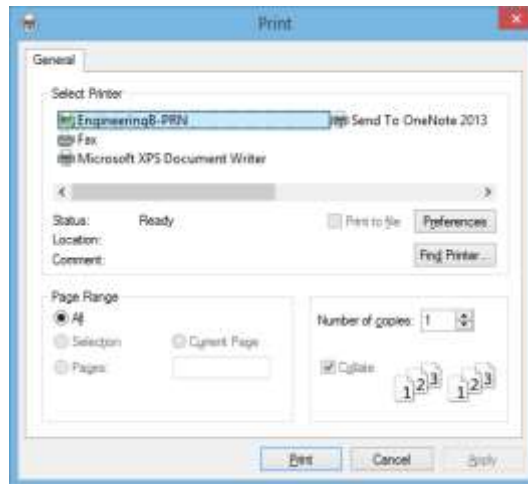 Print
General
Select Printer
EngineeringB-PRN
Send To OneNote 2013
Fax
Microsoft XPS Document Writer
Status: Ready
Print to file
Preferences
Location:
Comment:
Find Printer...
Page Range
All
Selection
Current Page
Pages:
Number of copies: 1
Collate
1 2 3 1 2 3
Print
Cancel
Apply